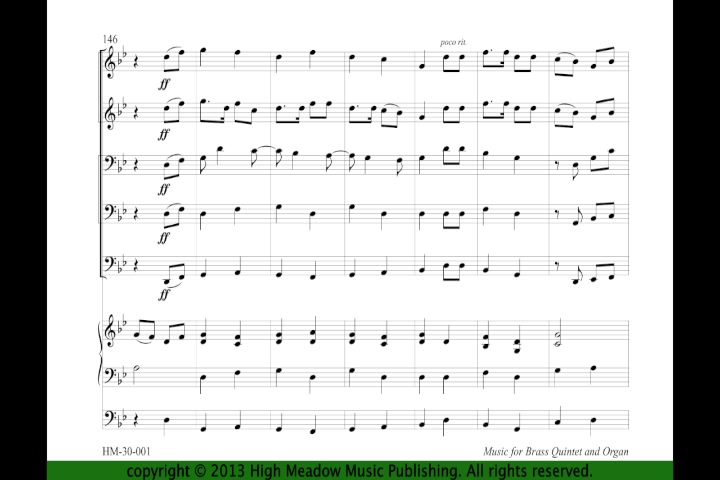 146
poco rit.
ff
ff
ff
ff
ff
HM-30-001 Music for Brass Quintet and Organ
copyright © 2013 High Meadow Music Publishing. All rights reserved.